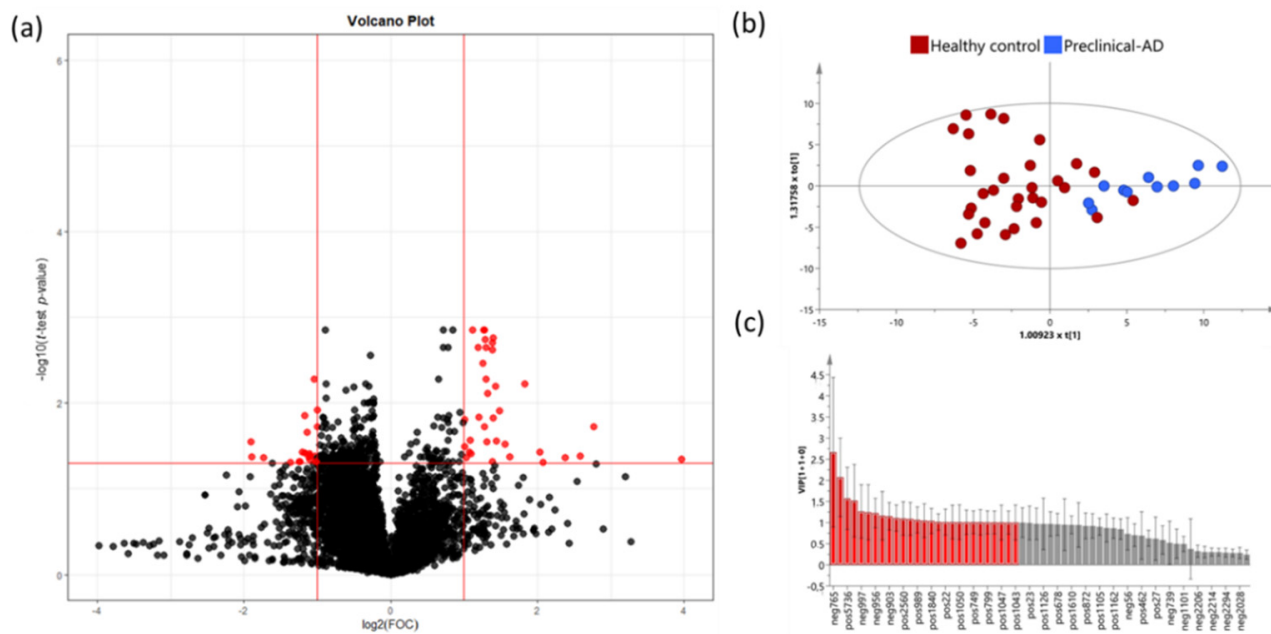 (a)
Volcano Plot
6
4
2
0
-4
-2
0
2
4
-log10(t-test p-value)
log2(FOC)
(b)
Healthy control Preclinical-AD
10
5
0
-5
-10
-15
-15
-10
-5
0
5
10
1.31758 x to[1]
1.00923 x t[1]
(c)
4.5
4
3.5
3
2.5
2
1.5
1
0.5
0
-0.5
VIP[1+1+0]
neg765
pos5736
neg997
neg956
neg903
pos2560
pos989
pos1840
pos22
pos1050
pos749
pos799
pos1047
pos1043
pos23
pos1126
pos678
pos1610
pos872
pos1105
pos1162
neg56
pos462
pos27
neg739
neg1101
neg2206
neg2214
neg2294
neg2028